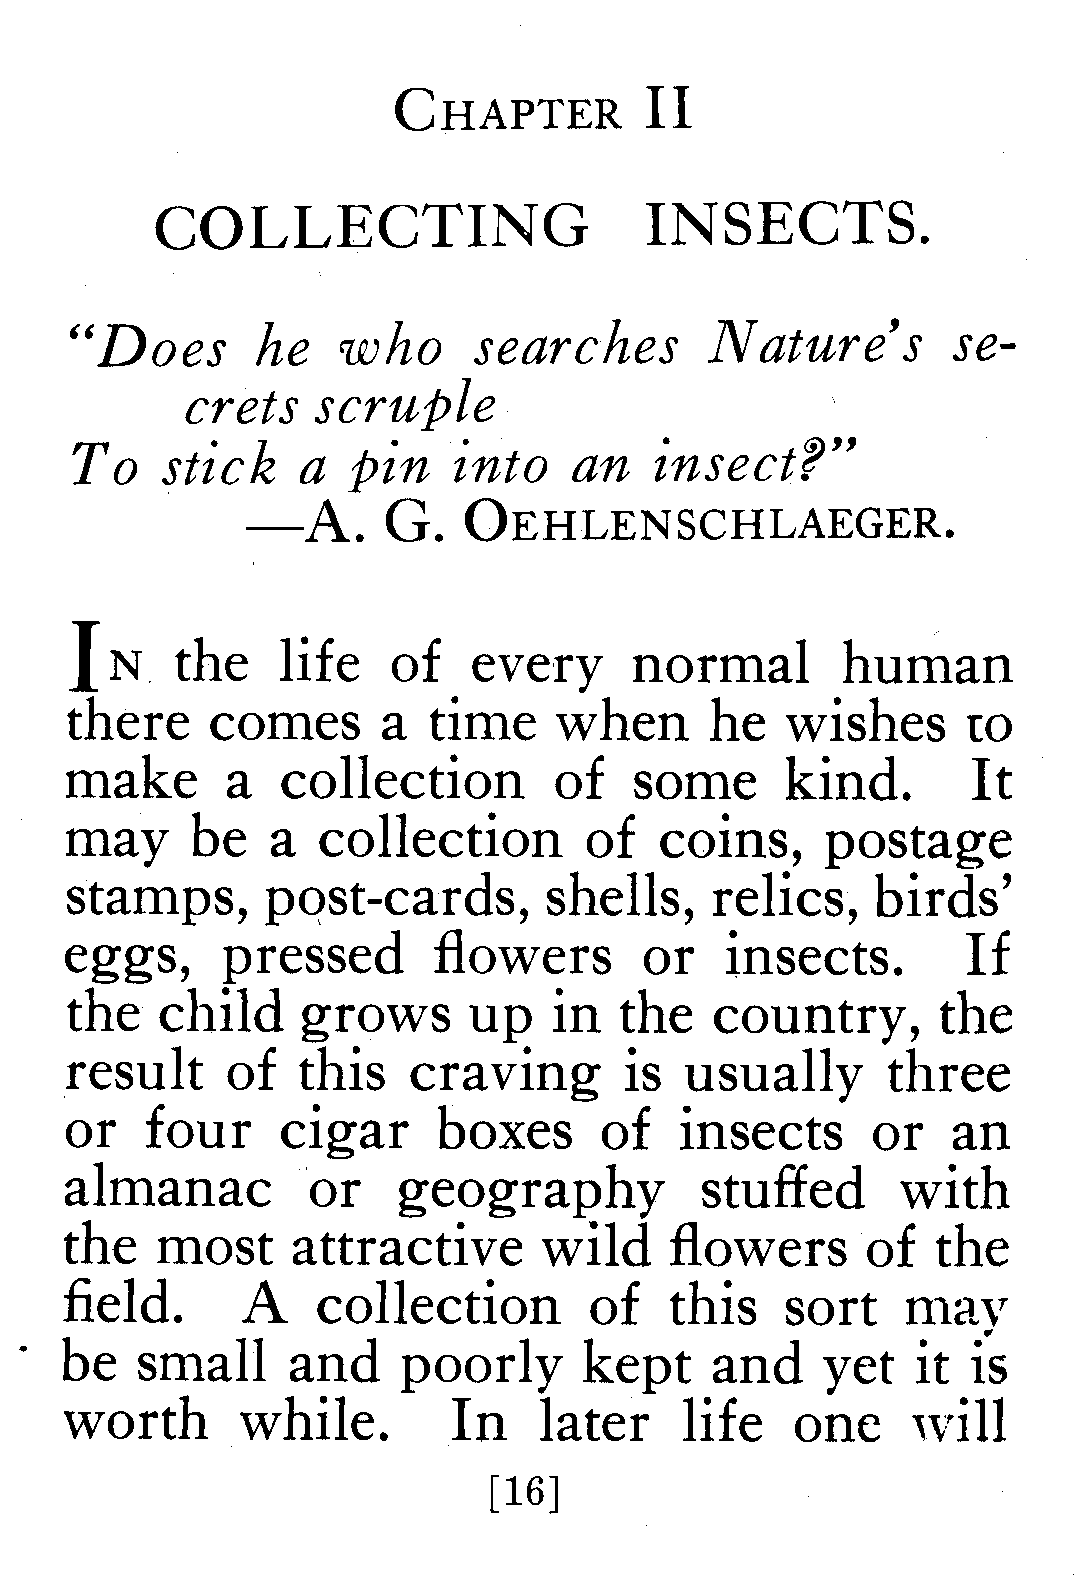 Chapter II
COLLECTING INSECTS.
"Does he who searches Nature's se-
crets scruple
To stick a pin into an insect?"
—A. G. Oehlenschlaeger.
In the life of every normal human
there comes a time when he wishes to
make a collection of some kind. It
may be a collection of coins, postage
stamps, post-cards, shells, relics, birds'
eggs, pressed flowers or insects. If
the child grows up in the country, the
result of this craving is usually three
or four cigar boxes of insects or an
almanac or geography stuffed with
the most attractive wild flowers of the
field. A collection of this sort may
be small and poorly kept and yet it is
worth while. In later life one will
[16]